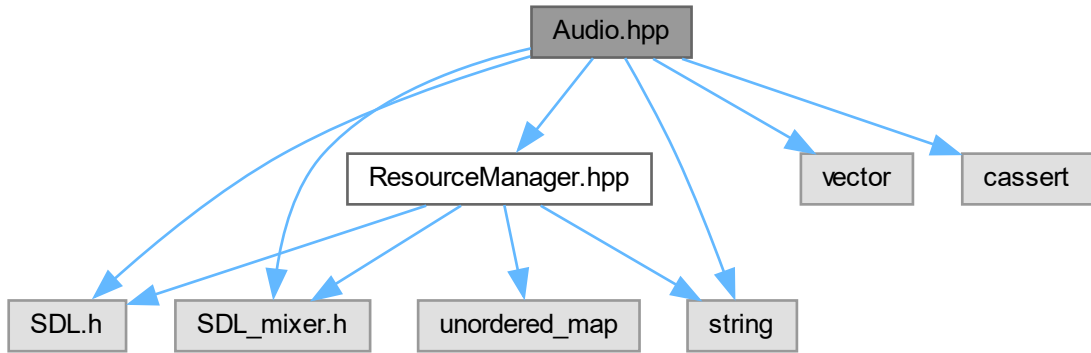 Audio.hpp
ResourceManager.hpp
vector
cassert
SDL.h
SDL_mixer.h
unordered_map
string